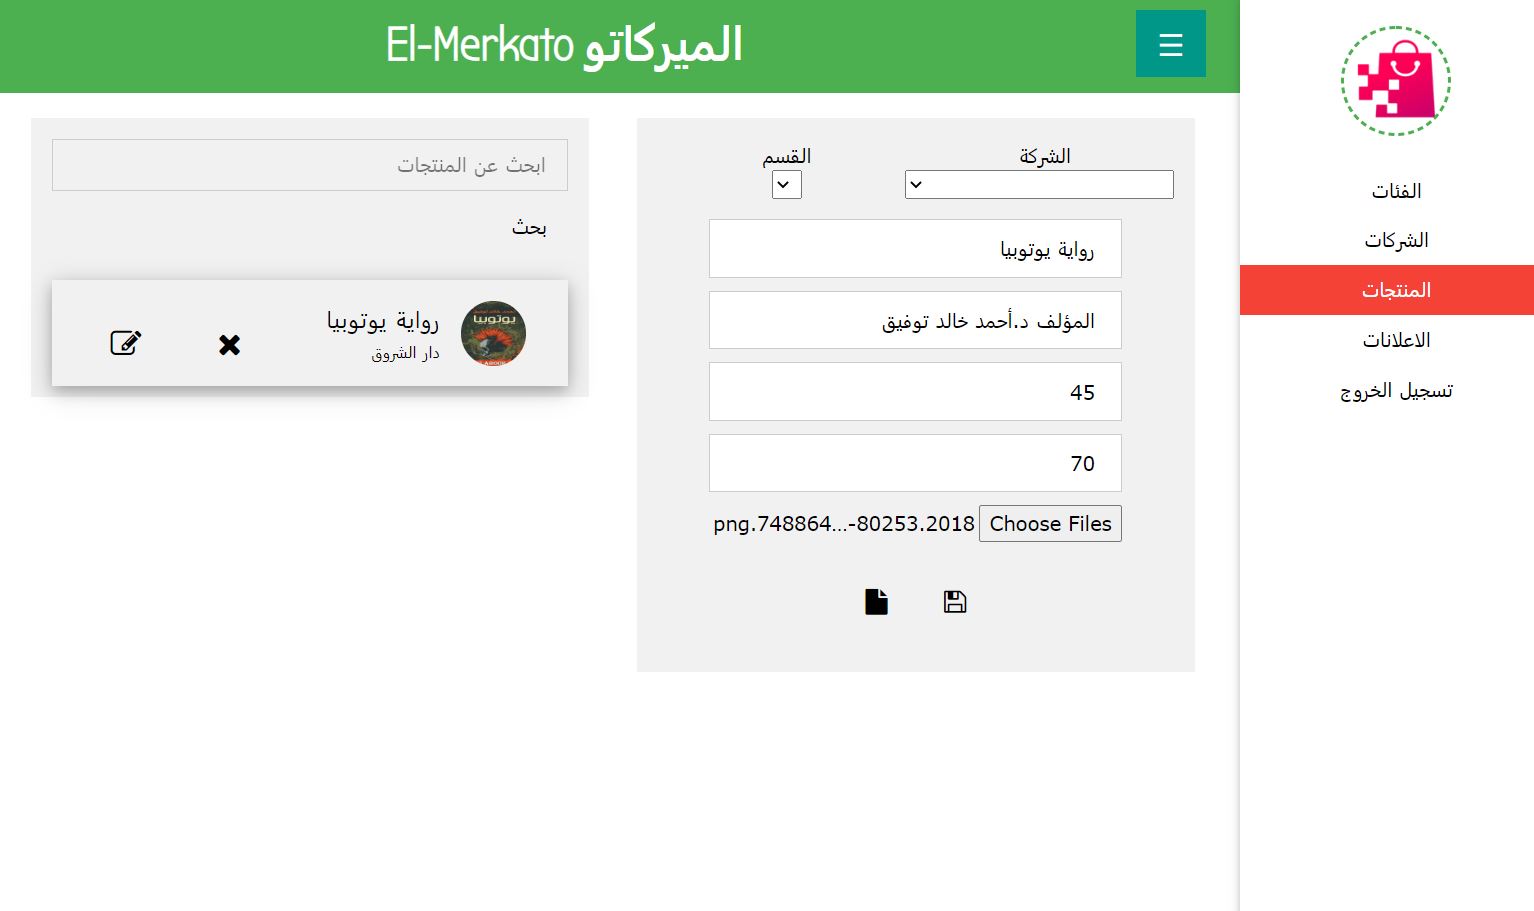 الميركاتو El-Merkato
☰
الفئات
الشركات
المنتجات
الاعلانات
تسجيل الخروج
الشركة
القسم
رواية يوتوبيا
المؤلف د.أحمد خالد توفيق
45
70
Choose Files png.748864...-80253.2018
ابحث عن المنتجات
بحث
رواية يوتوبيا
دار الشروق
يوتوبيا